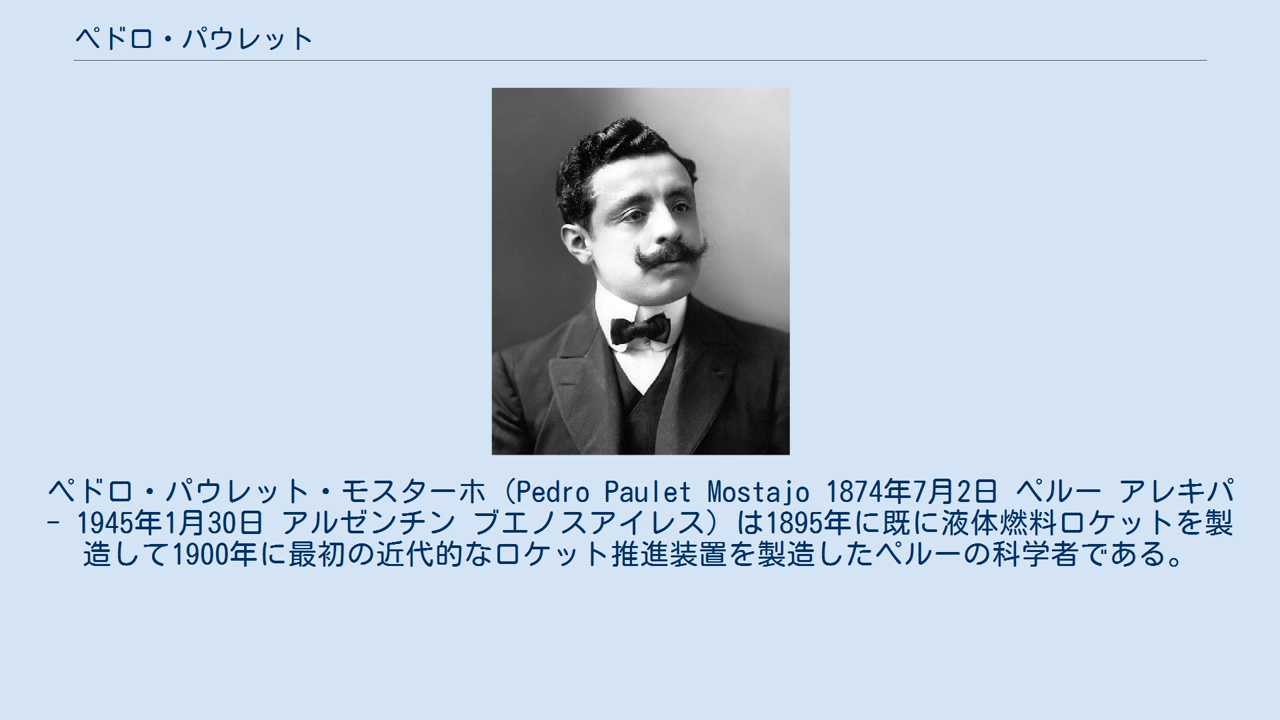 ペドロ・パウレット
ペドロ・パウレット・モスターホ（Pedro Paulet Mostajo 1874年7月2日 ペルー アレキパ
- 1945年1月30日 アルゼンチン ブエノスアイレス）は1895年に既に液体燃料ロケットを製
造して1900年に最初の近代的なロケット推進装置を製造したペルーの科学者である。